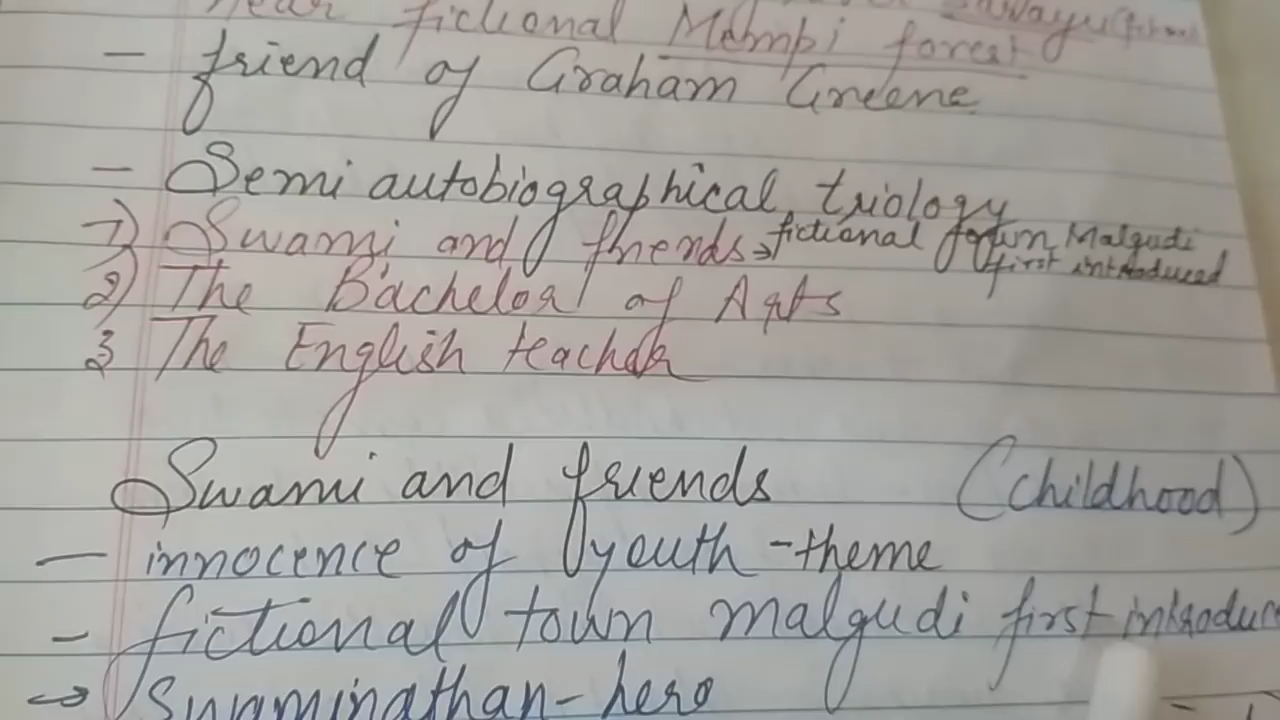 near fictional Mempi forest
- friend of Graham Greene
- Semi autobiographical triology
1) Swami and friends → fictional town Malgudi first introduced
2) The Bachelor of Arts
3 The English teacher
Swami and friends (childhood)
- innocence of youth - theme
- fictional town malgudi first introduc
→ Swaminathan - hero